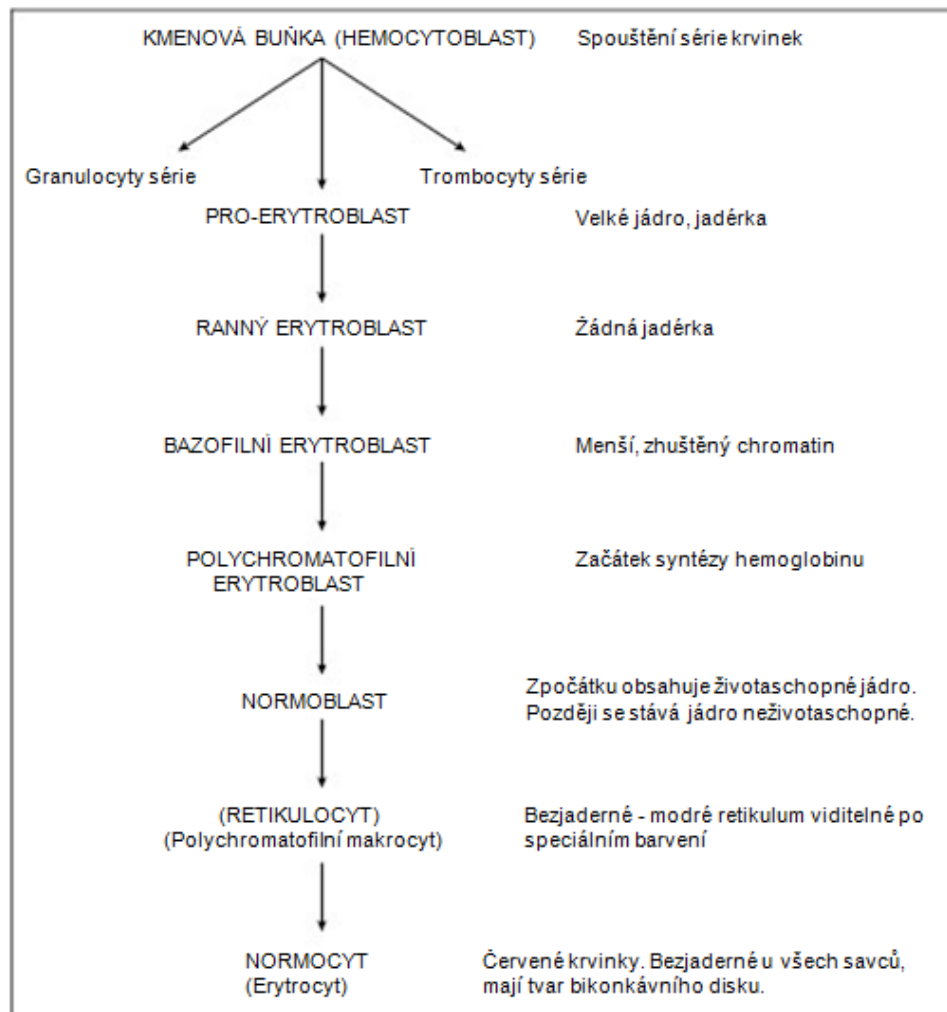 KMENOVÁ BUŇKA (HEMOCYTOBLAST) Spouštění série krvinek
Granulocyty série Trombocyty série
PRO-ERYTROBLAST Velké jádro, jadérka
RANNÝ ERYTROBLAST Žádná jadérka
BAZOFILNÍ ERYTROBLAST Menší, zhuštěný chromatin
POLYCHROMATOFILNÍ Začátek syntézy hemoglobinu
ERYTROBLAST
NORMOBLAST Zpočátku obsahuje životaschopné jádro.
Později se stává jádro neživotaschopné.
(RETIKULOCYT) Bezjaderné - modré retikulum viditelné po
(Polychromatofilní makrocyt) speciálním barvení
NORMOCYT Červené krvinky. Bezjaderné u všech savců,
(Erytrocyt) mají tvar bikonkávního disku.